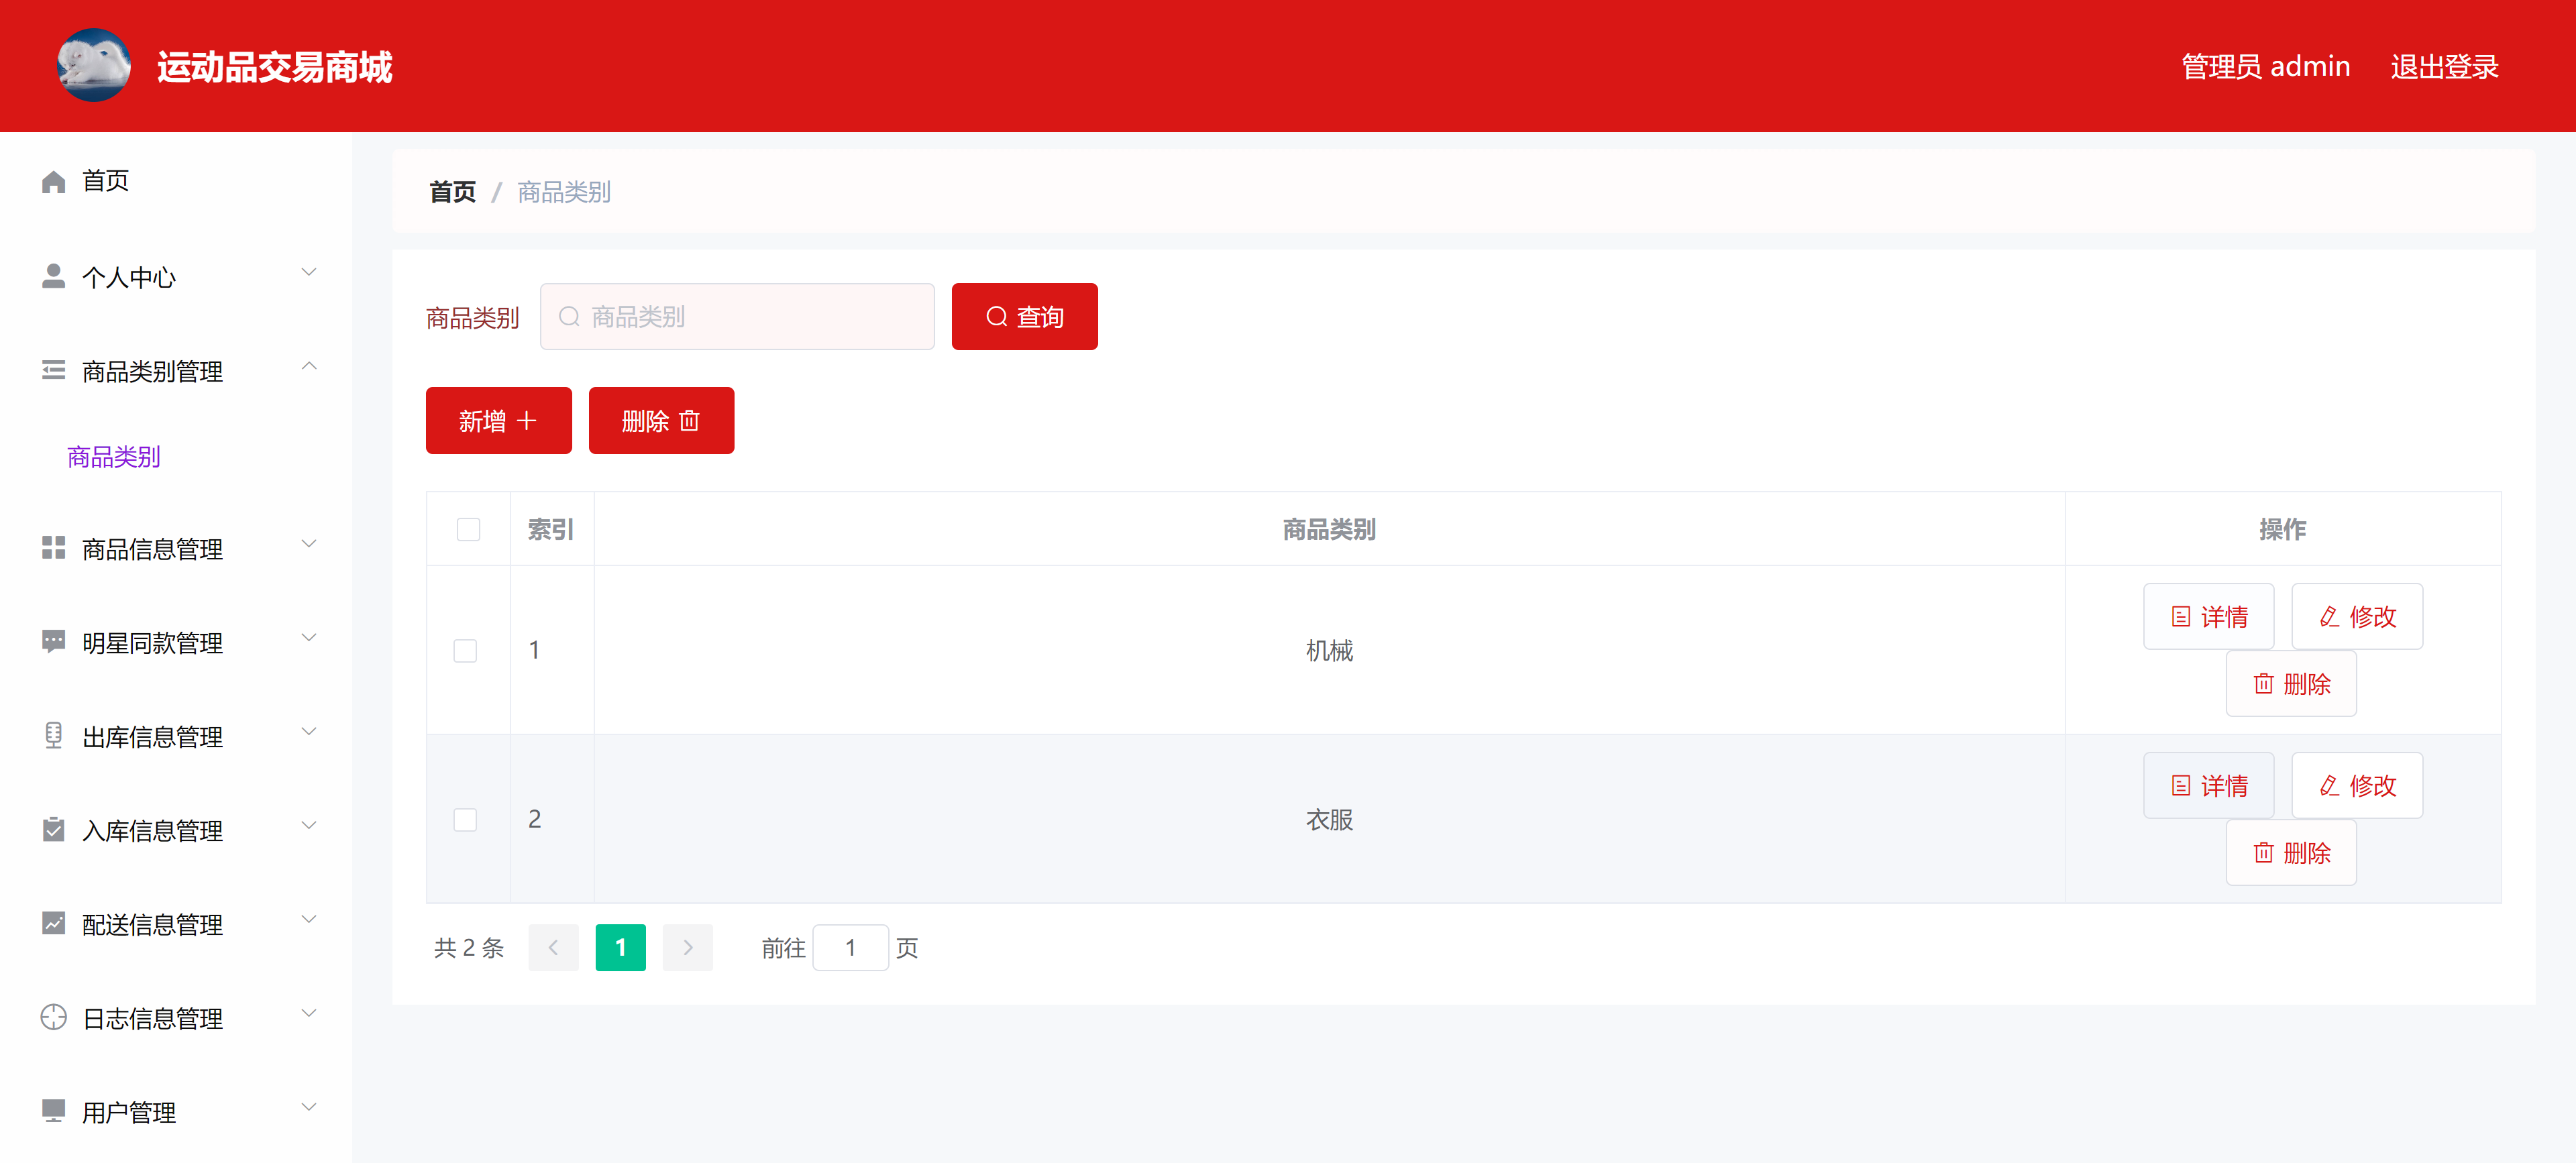 运动品交易商城
管理员 admin 退出登录
首页
个人中心
商品类别管理
商品类别
商品信息管理
明星同款管理
出库信息管理
入库信息管理
配送信息管理
日志信息管理
用户管理
首页 / 商品类别
商品类别 商品类别 查询
新增 删除
索引 商品类别 操作
1 机械 详情 修改
删除
2 衣服 详情 修改
删除
共 2 条 1 前往 1 页